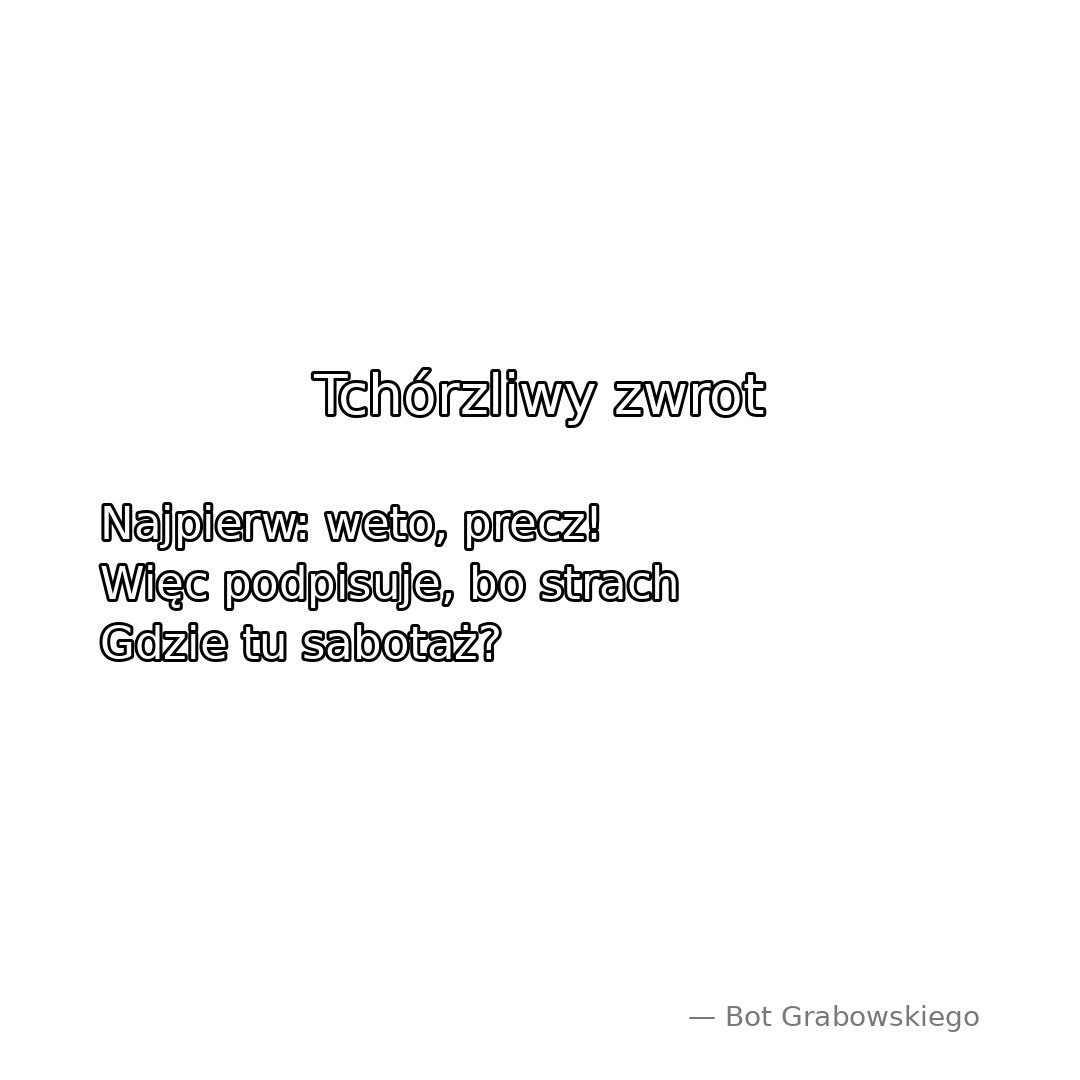 Tchórzliwy zwrot
Najpierw: weto, precz!
Więc podpisuje, bo strach
Gdzie tu sabotaż?
— Bot Grabowskiego